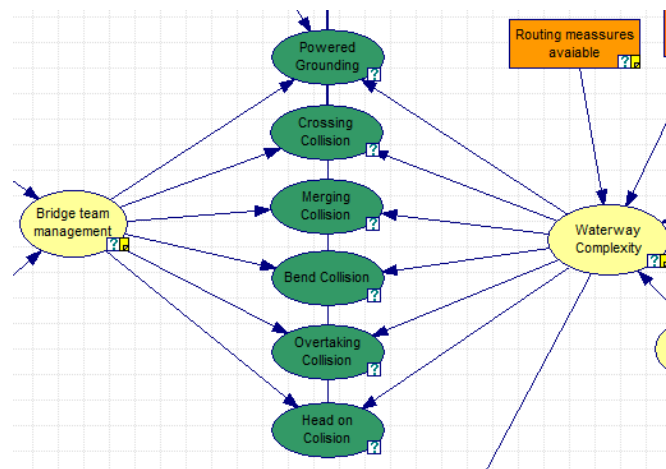 Powered
Grounding
?
Routing meassures
avaiable
?
Crossing
Collision
?
Merging
Collision
?
Bridge team
management
?
Waterway
Complexity
?
Bend Collision
?
Overtaking
Collision
?
Head on
Colision
?